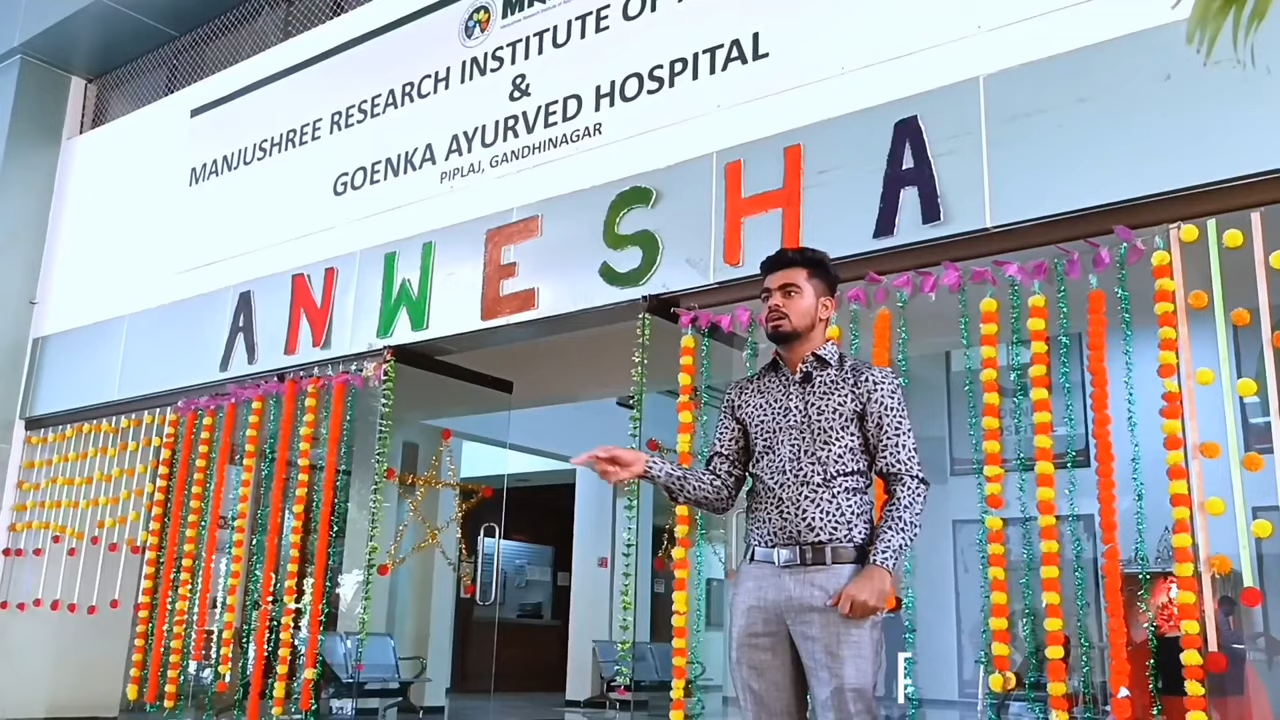 MANJUSHREE RESEARCH INSTITUTE OF
&
GOENKA AYURVED HOSPITAL
PIPLAJ, GANDHINAGAR
ANWESHA